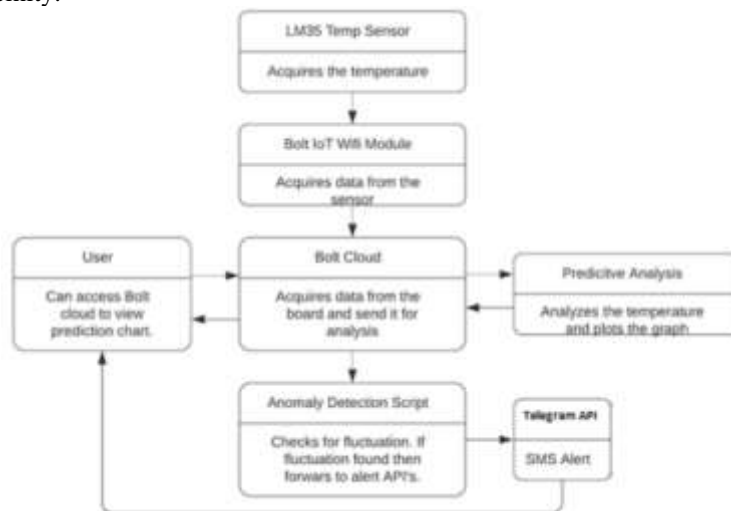 LM35 Temp Sensor
Acquires the temperature
Bolt IoT Wifi Module
Acquires data from the
sensor
User
Can access Bolt
cloud to view
prediction chart.
Bolt Cloud
Acquires data from the
board and send it for
analysis
Predicitve Analysis
Analyzes the temperature
and plots the graph
Anomaly Detection Script
Checks for fluctuation. If
fluctuation found then
forwars to alert API's.
Telegram API
SMS Alert